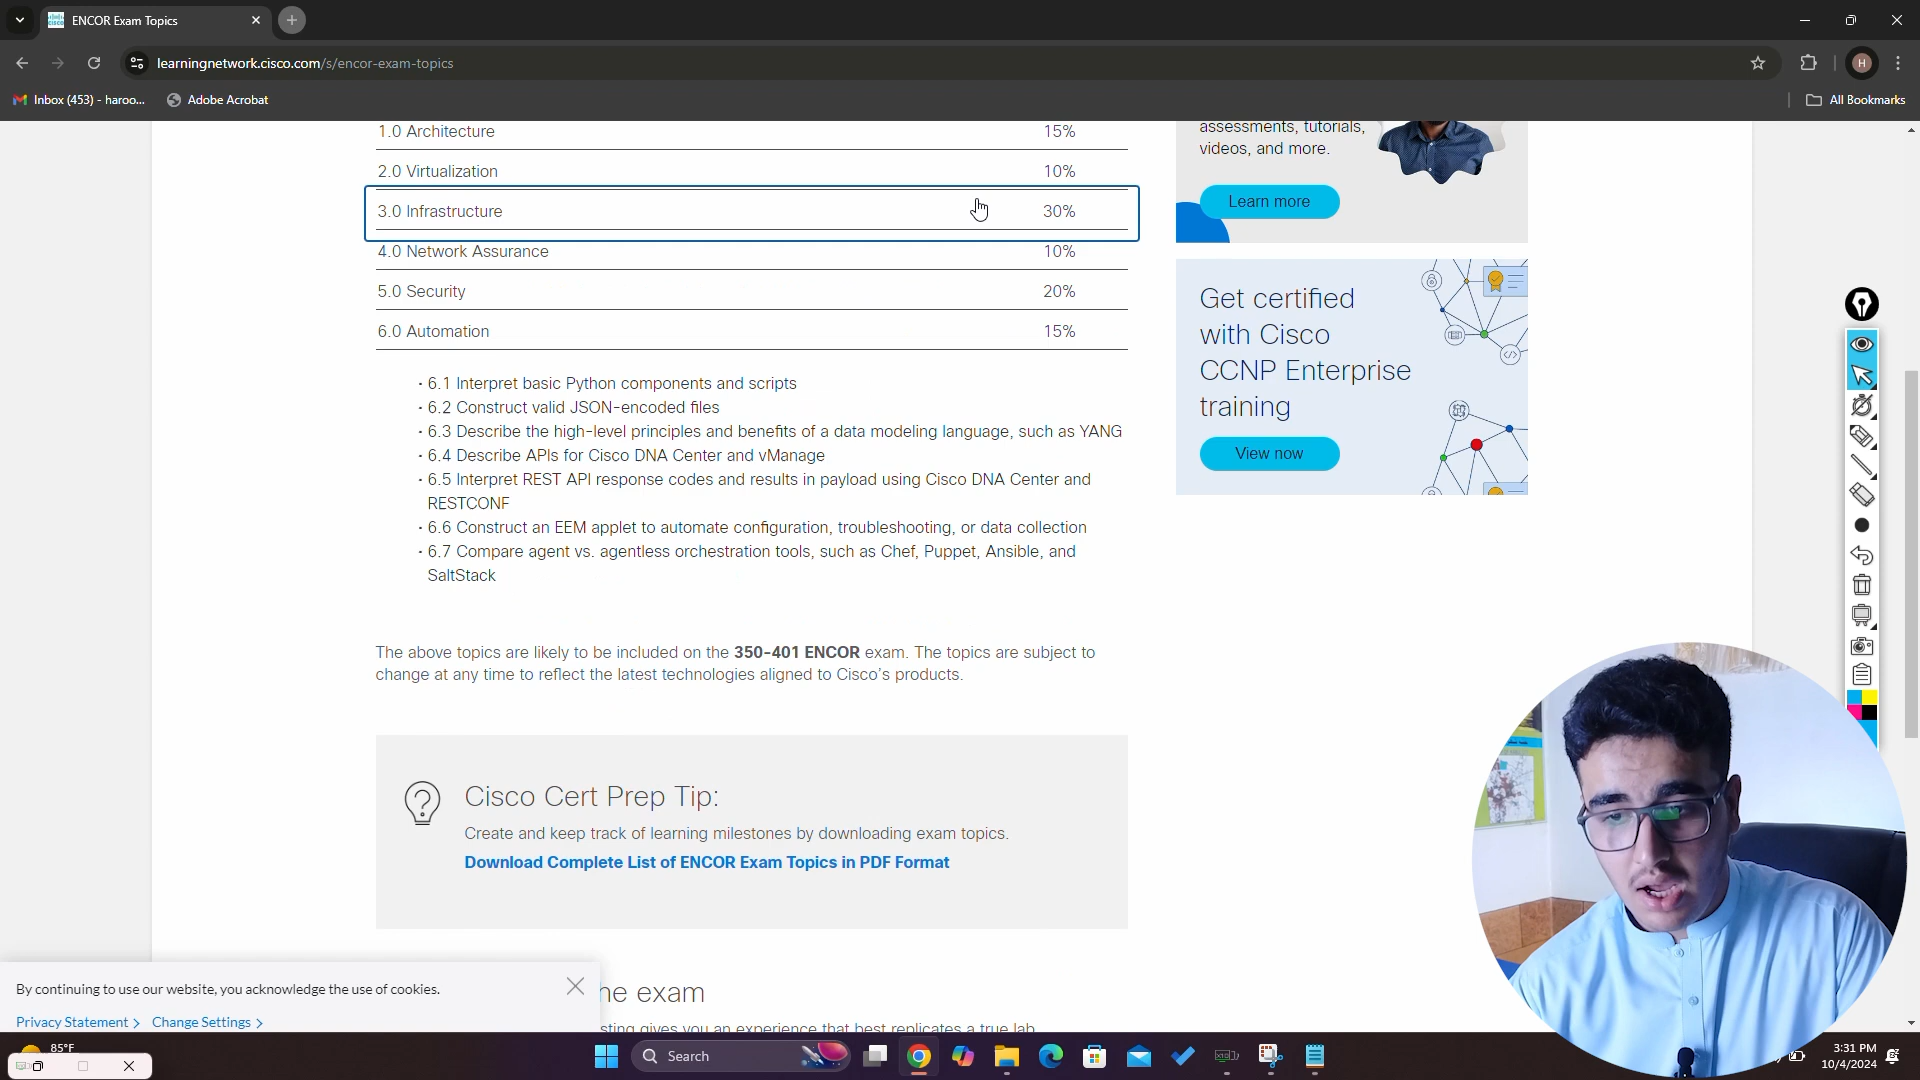 ENCOR Exam Topics
learningnetwork.cisco.com/s/encor-exam-topics
H
Inbox (453) - haroo...
Adobe Acrobat
All Bookmarks
1.0 Architecture 15%
2.0 Virtualization 10%
3.0 Infrastructure 30%
4.0 Network Assurance 10%
5.0 Security 20%
6.0 Automation 15%
• 6.1 Interpret basic Python components and scripts
• 6.2 Construct valid JSON-encoded files
• 6.3 Describe the high-level principles and benefits of a data modeling language, such as YANG
• 6.4 Describe APIs for Cisco DNA Center and vManage
• 6.5 Interpret REST API response codes and results in payload using Cisco DNA Center and
RESTCONF
• 6.6 Construct an EEM applet to automate configuration, troubleshooting, or data collection
• 6.7 Compare agent vs. agentless orchestration tools, such as Chef, Puppet, Ansible, and
SaltStack
The above topics are likely to be included on the 350-401 ENCOR exam. The topics are subject to
change at any time to reflect the latest technologies aligned to Cisco's products.
Cisco Cert Prep Tip:
Create and keep track of learning milestones by downloading exam topics.
Download Complete List of ENCOR Exam Topics in PDF Format
assessments, tutorials,
videos, and more.
Learn more
Get certified
with Cisco
CCNP Enterprise
training
View now
he exam
sting gives you an experience that best replicates a true lab
By continuing to use our website, you acknowledge the use of cookies.
Privacy Statement >
Change Settings >
85°F
Search
3:31 PM
10/4/2024